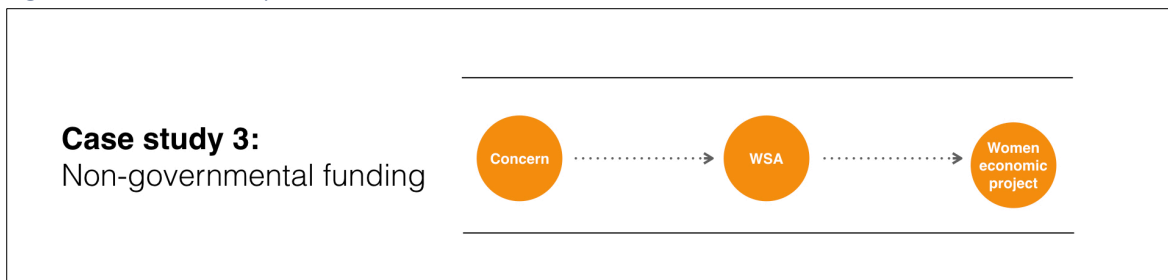 Case study 3:
Non-governmental funding
Concern
WSA
Women
economic
project